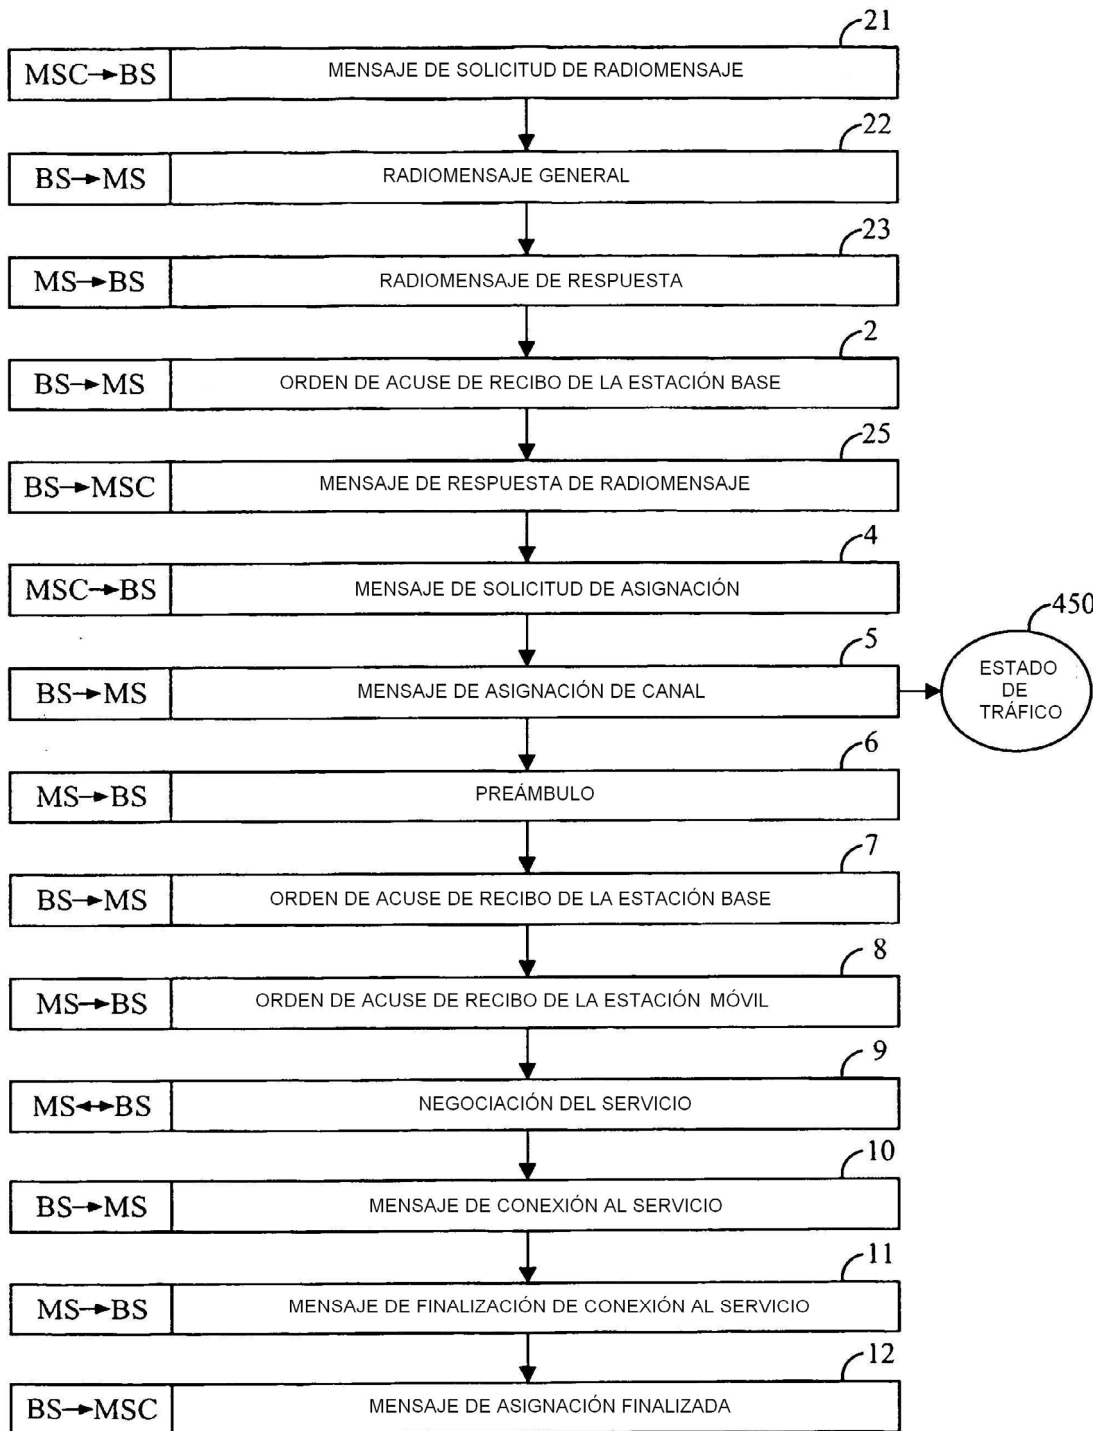 21
MSC→BS MENSAJE DE SOLICITUD DE RADIOMENSAJE
22
BS→MS RADIOMENSAJE GENERAL
23
MS→BS RADIOMENSAJE DE RESPUESTA
2
BS→MS ORDEN DE ACUSE DE RECIBO DE LA ESTACIÓN BASE
25
BS→MSC MENSAJE DE RESPUESTA DE RADIOMENSAJE
4
MSC→BS MENSAJE DE SOLICITUD DE ASIGNACIÓN
5
BS→MS MENSAJE DE ASIGNACIÓN DE CANAL
450
ESTADO
DE
TRÁFICO
6
MS→BS PREÁMBULO
7
BS→MS ORDEN DE ACUSE DE RECIBO DE LA ESTACIÓN BASE
8
MS→BS ORDEN DE ACUSE DE RECIBO DE LA ESTACIÓN MÓVIL
9
MS↔BS NEGOCIACIÓN DEL SERVICIO
10
BS→MS MENSAJE DE CONEXIÓN AL SERVICIO
11
MS→BS MENSAJE DE FINALIZACIÓN DE CONEXIÓN AL SERVICIO
12
BS→MSC MENSAJE DE ASIGNACIÓN FINALIZADA